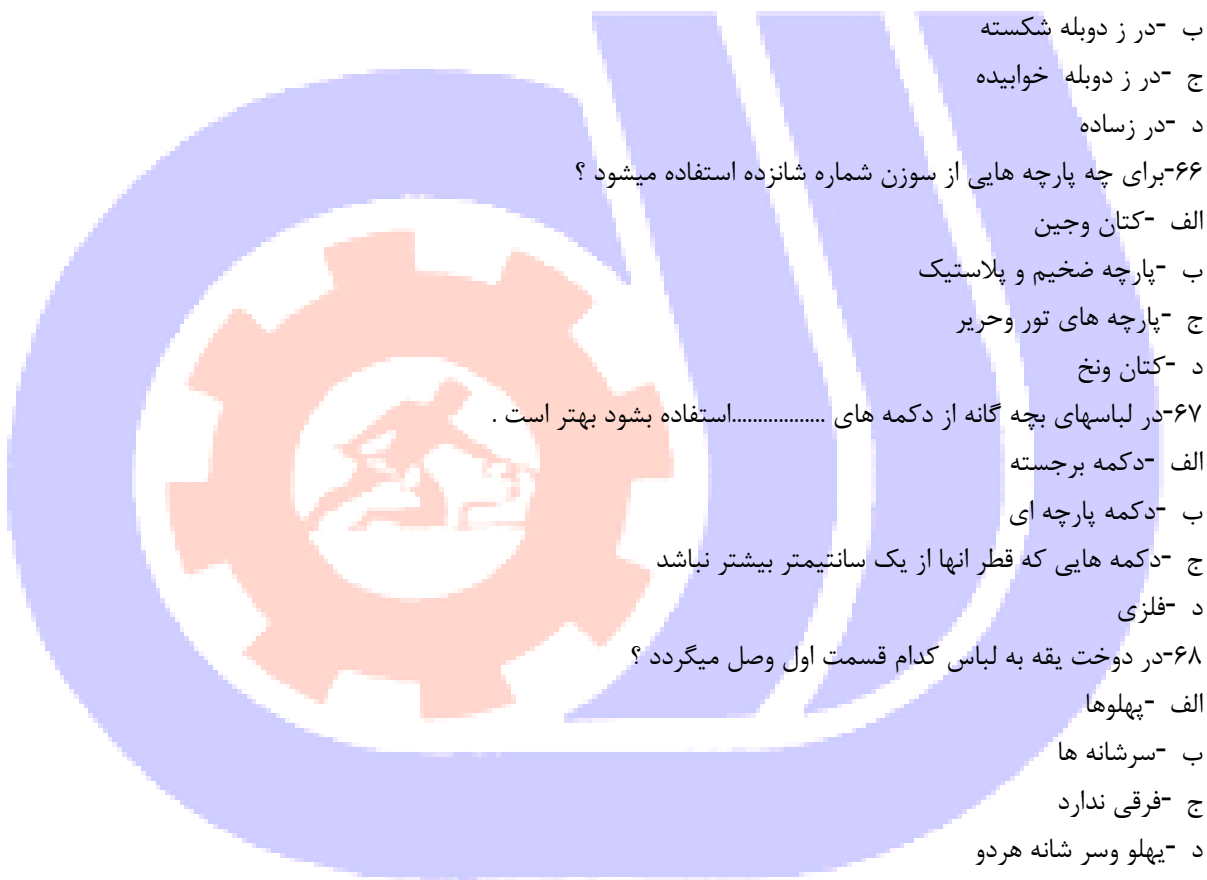 ب -در ز دوبله شکسته
ج -در ز دوبله خوابیده
د -در زساده
۶۶-برای چه پارچه هایی از سوزن شماره شانزده استفاده میشود ؟
الف -کتان وجین
ب -پارچه ضخیم و پلاستیک
ج -پارچه های تور وحریر
د -کتان ونخ
۶۷-در لباسهای بچه گانه از دکمه های .................استفاده بشود بهتر است .
الف -دکمه برجسته
ب -دکمه پارچه ای
ج -دکمه هایی که قطر انها از یک سانتیمتر بیشتر نباشد
د -فلزی
۶۸-در دوخت یقه به لباس کدام قسمت اول وصل میگردد ؟
الف -پهلوها
ب -سرشانه ها
ج -فرقی ندارد
د -پهلو وسر شانه هردو